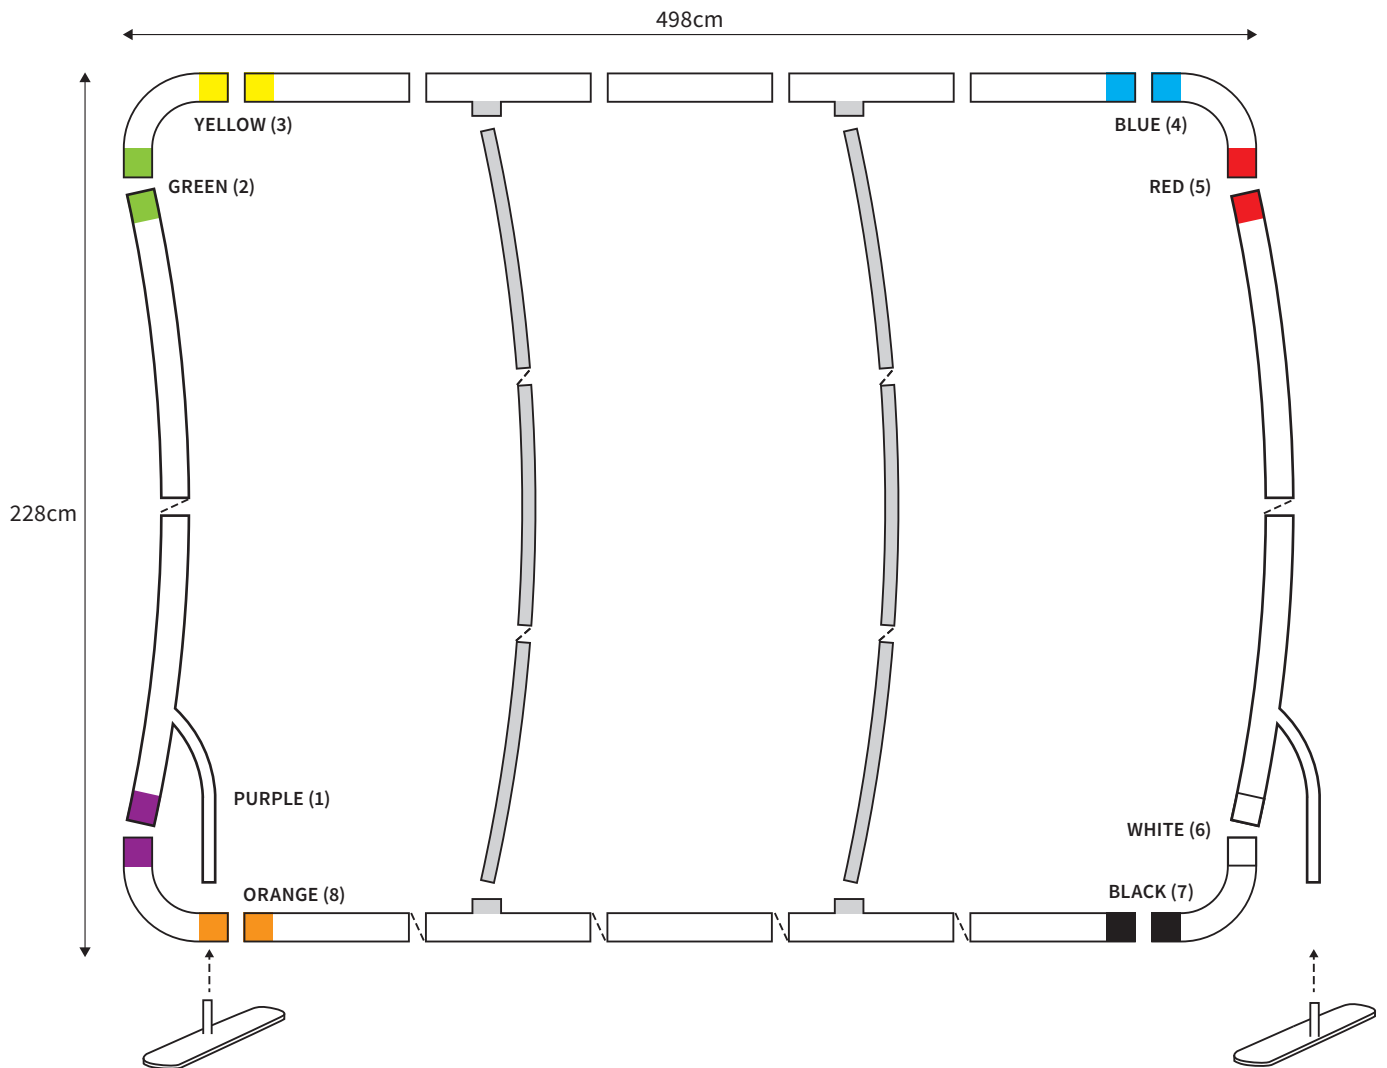 498cm
YELLOW (3)
BLUE (4)
GREEN (2)
RED (5)
228cm
PURPLE (1)
WHITE (6)
ORANGE (8)
BLACK (7)